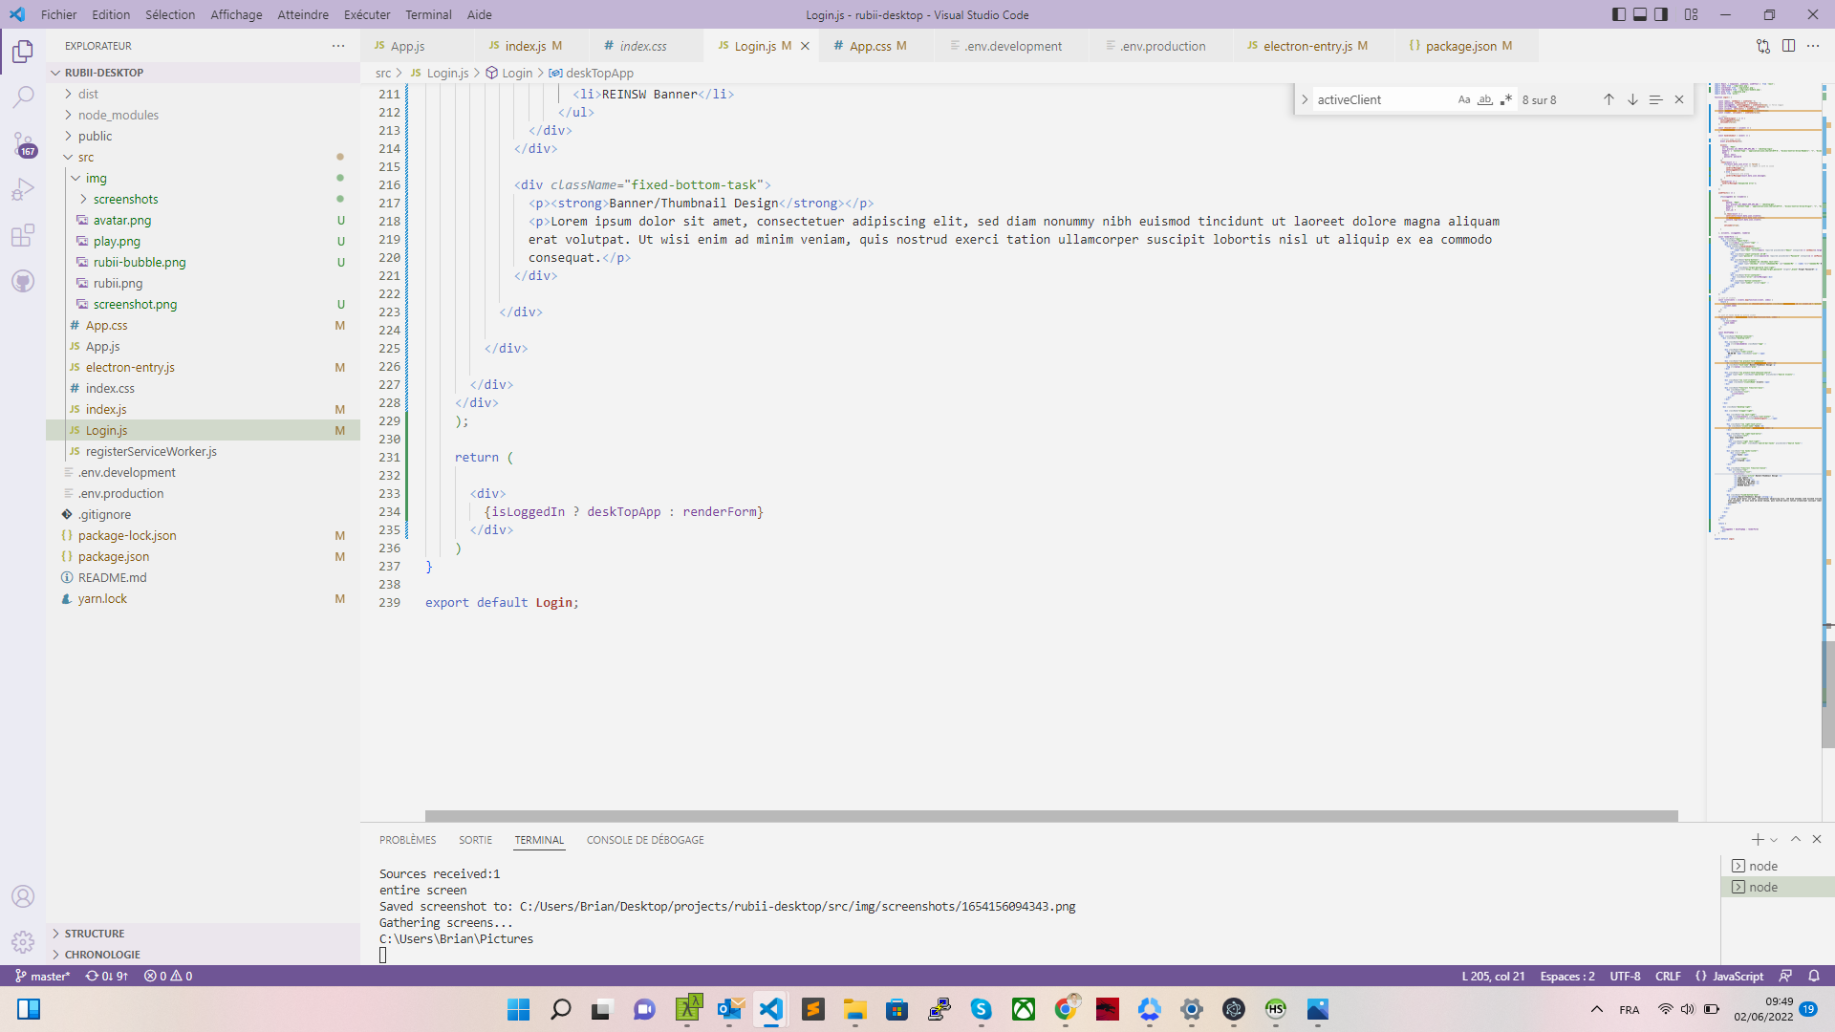 Fichier Edition Sélection Affichage Atteindre Exécuter Terminal Aide
Login.js - rubii-desktop - Visual Studio Code
EXPLORATEUR
App.js
index.js M
index.css
Login.js M
App.css M
.env.development
.env.production
electron-entry.js M
package.json M
RUBII-DESKTOP
src > JS Login.js > Login > deskTopApp
dist
node_modules
public
src
img
screenshots
avatar.png U
play.png U
rubii-bubble.png U
rubii.png
screenshot.png U
App.css M
App.js
electron-entry.js M
index.css
index.js M
Login.js M
registerServiceWorker.js
.env.development
.env.production
.gitignore
package-lock.json M
package.json M
README.md
yarn.lock M
STRUCTURE
CHRONOLOGIE
167
activeClient
Aa ab 8 sur 8
211 <li>REINSW Banner</li>
212 </ul>
213 </div>
214 </div>
215
216 <div className="fixed-bottom-task">
217 <p><strong>Banner/Thumbnail Design</strong></p>
218 <p>Lorem ipsum dolor sit amet, consectetuer adipiscing elit, sed diam nonummy nibh euismod tincidunt ut laoreet dolore magna aliquam
219 erat volutpat. Ut wisi enim ad minim veniam, quis nostrud exerci tation ullamcorper suscipit lobortis nisl ut aliquip ex ea commodo
220 consequat.</p>
221 </div>
222
223 </div>
224
225 </div>
226
227 </div>
228 </div>
229 );
230
231 return (
232
233 <div>
234 {isLoggedIn ? deskTopApp : renderForm}
235 </div>
236 )
237 }
238
239 export default Login;
PROBLÈMES SORTIE TERMINAL CONSOLE DE DÉBOGAGE
Sources received:1
entire screen
Saved screenshot to: C:/Users/Brian/Desktop/projects/rubii-desktop/src/img/screenshots/1654156094343.png
Gathering screens...
C:\Users\Brian\Pictures
node
node
master* 0↓ 9↑ 0 0
L 205, col 21 Espaces : 2 UTF-8 CRLF {} JavaScript
FRA
09:49
02/06/2022
19